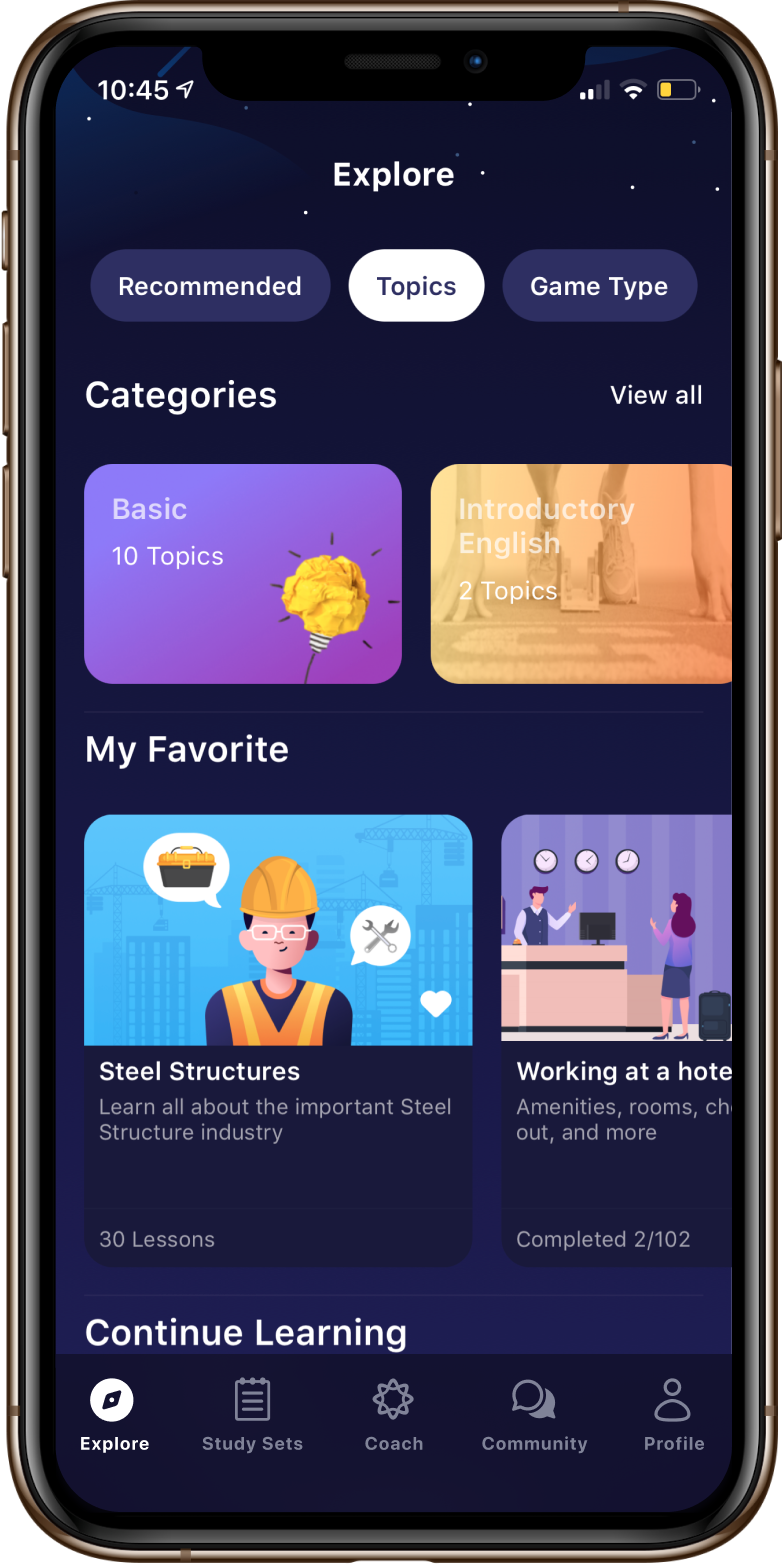 10:45
Explore
Recommended
Topics
Game Type
Categories
View all
Basic
10 Topics
Introductory
English
2 Topics
My Favorite
Steel Structures
Learn all about the important Steel
Structure industry
30 Lessons
Working at a hote
Amenities, rooms, ch
out, and more
Completed 2/102
Continue Learning
Explore
Study Sets
Coach
Community
Profile